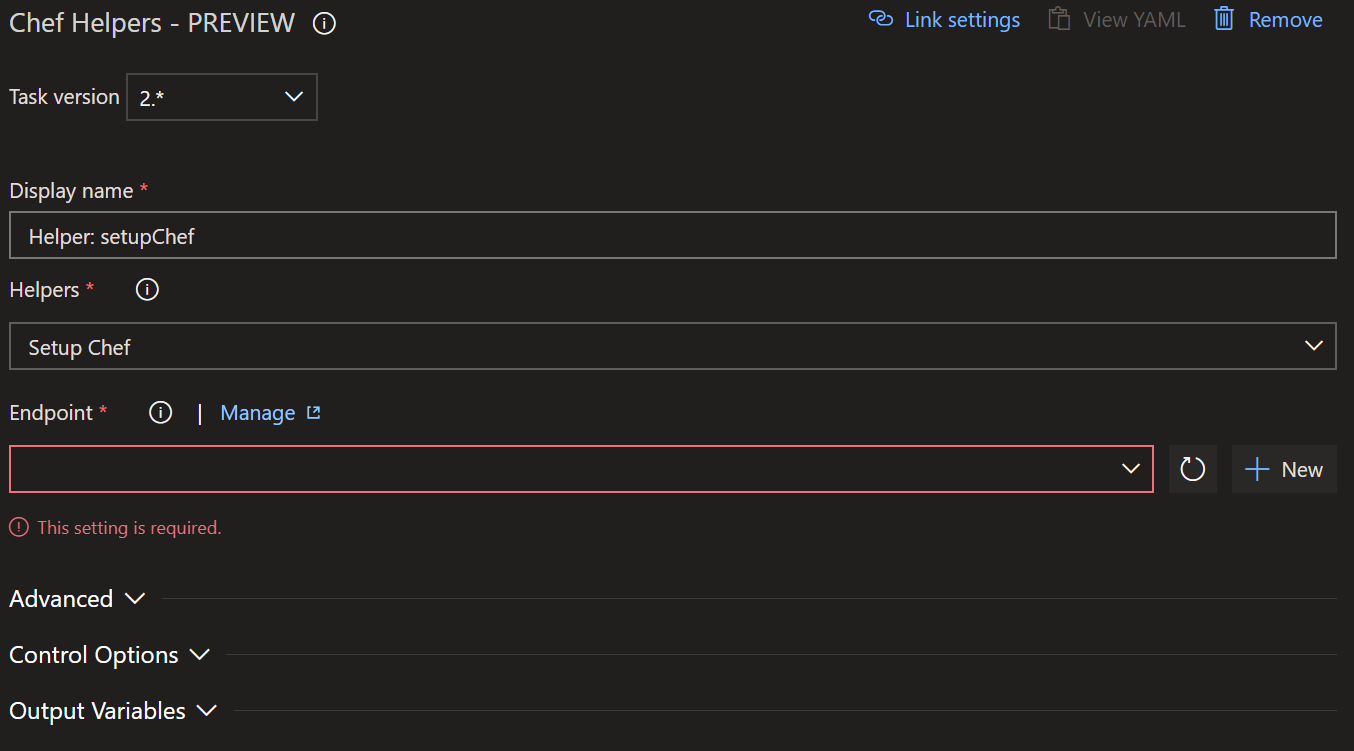 Chef Helpers - PREVIEW Link settings View YAML Remove
Task version 2.*
Display name *
Helper: setupChef
Helpers *
Setup Chef
Endpoint * | Manage
New
This setting is required.
Advanced
Control Options
Output Variables